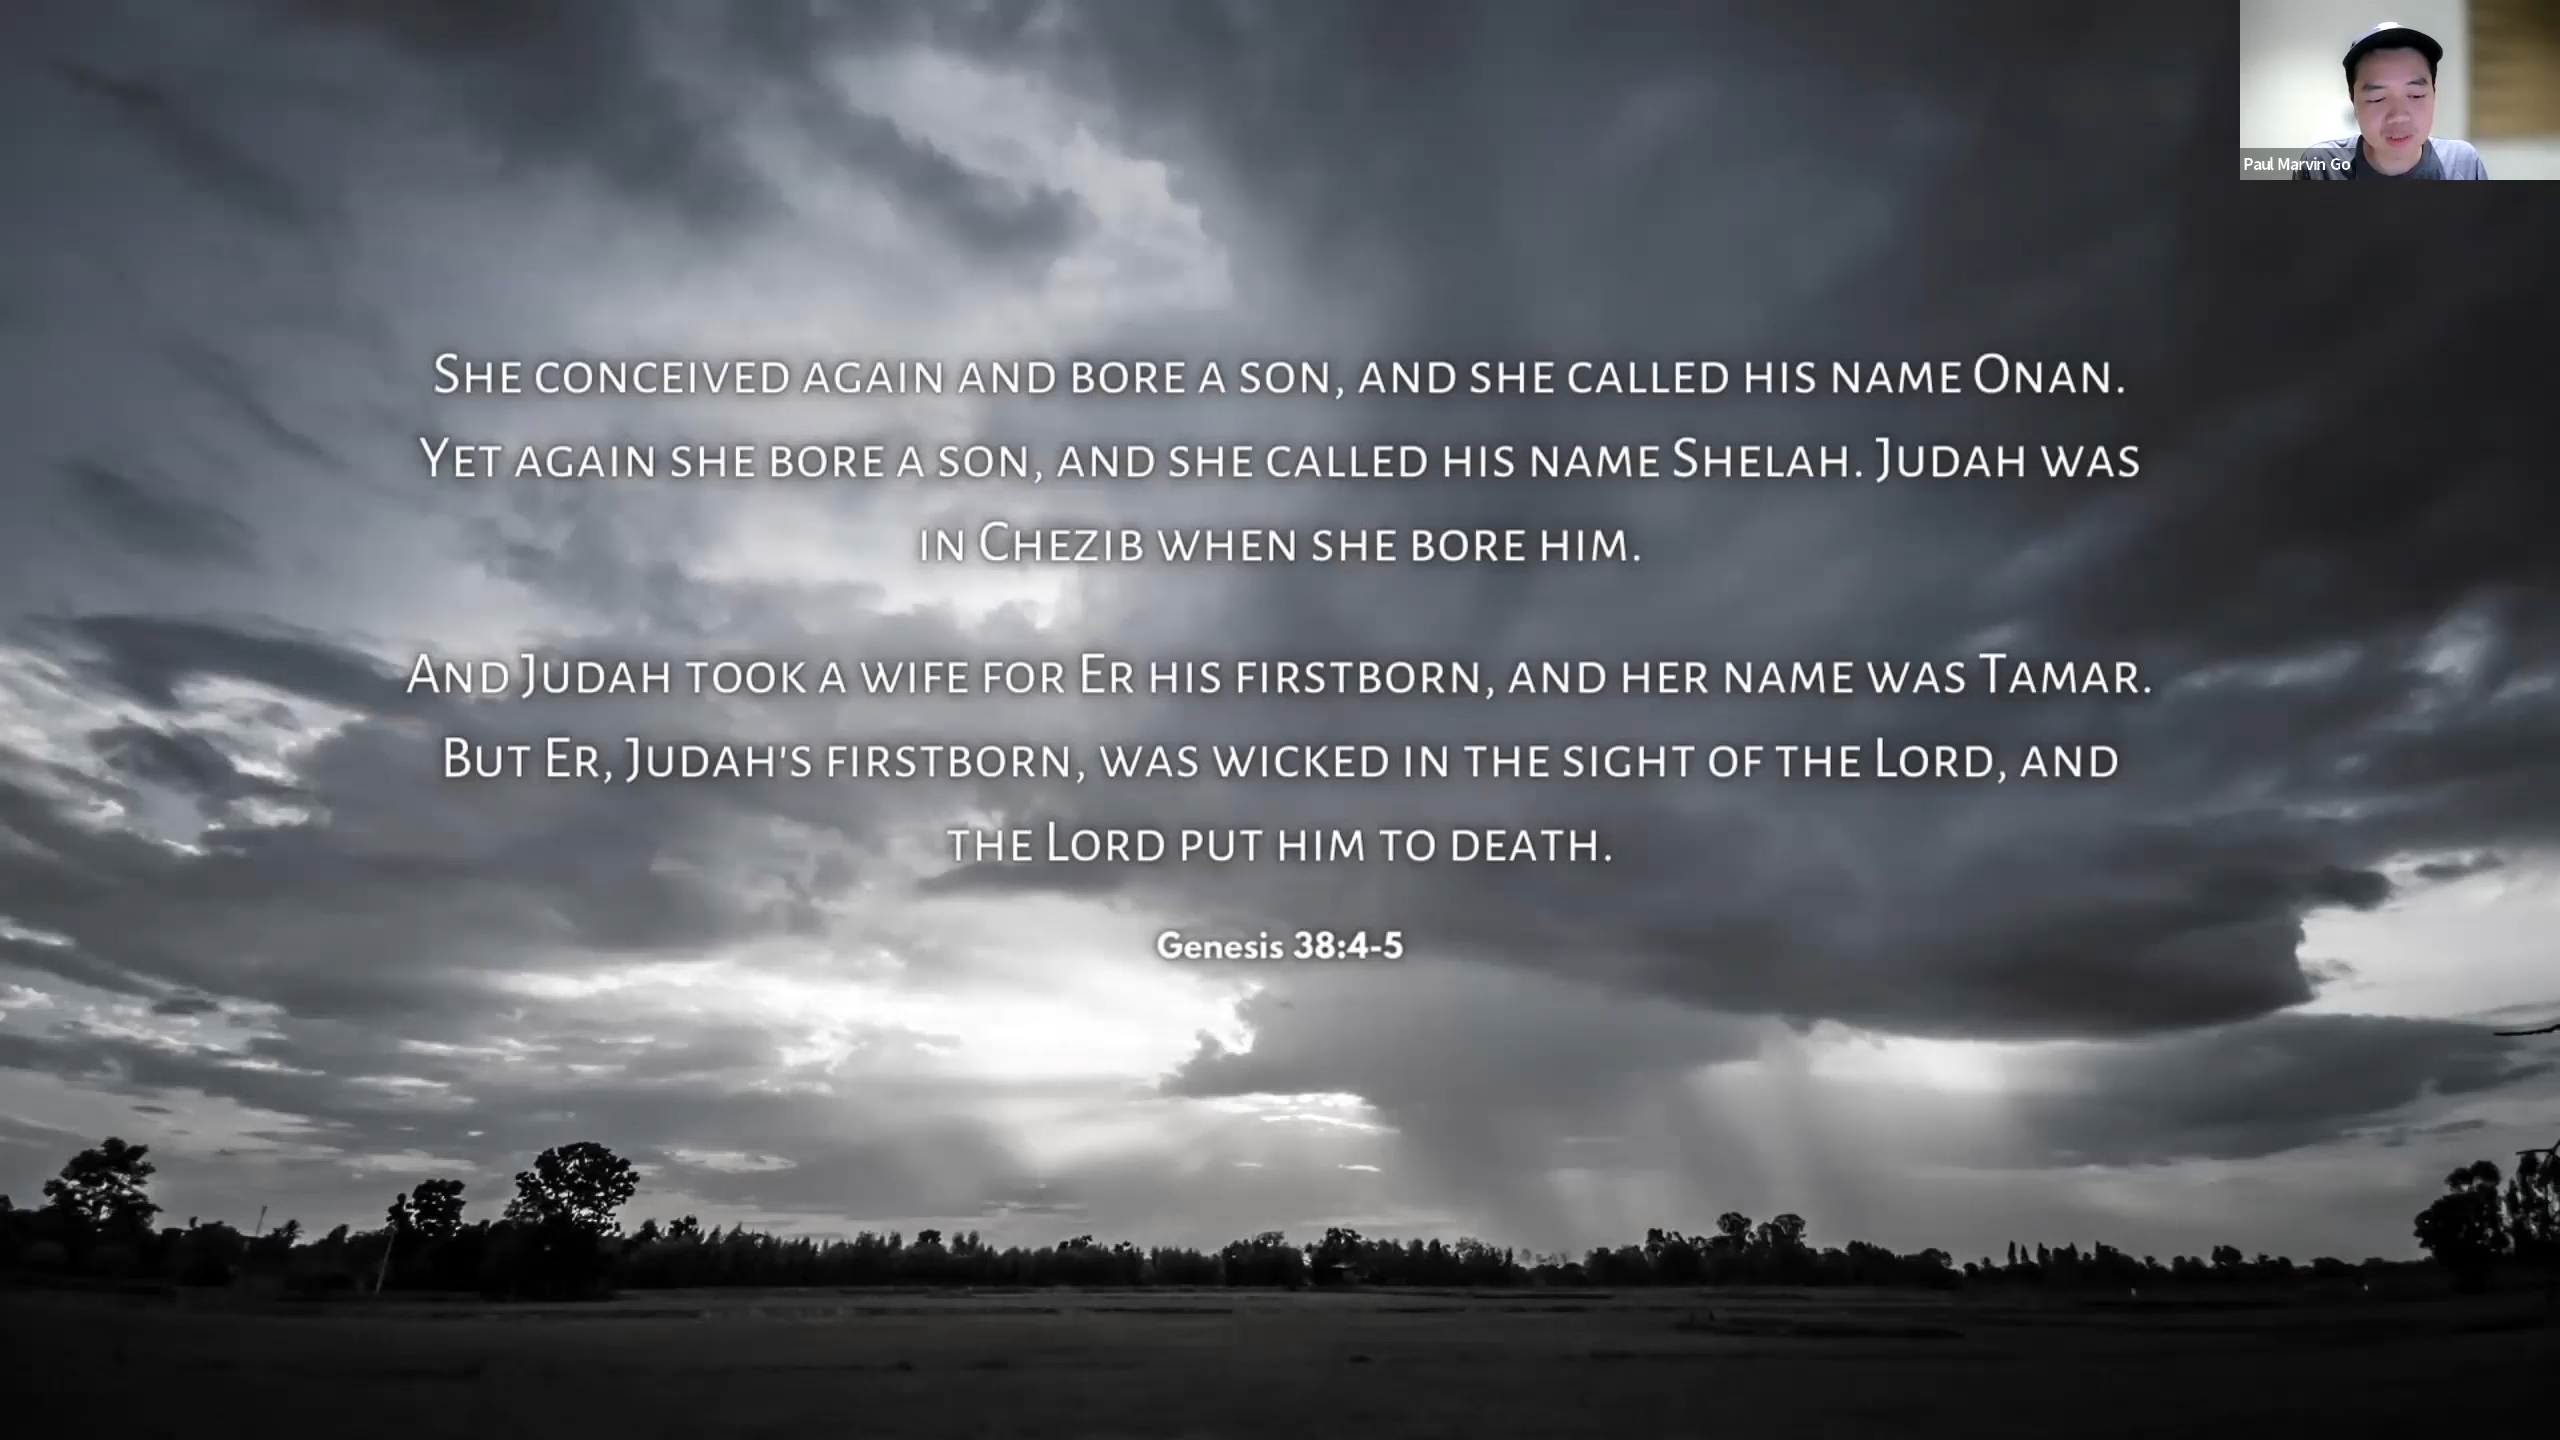 Paul Marvin Go
She conceived again and bore a son, and she called his name Onan.
Yet again she bore a son, and she called his name Shelah. Judah was
in Chezib when she bore him.
And Judah took a wife for Er his firstborn, and her name was Tamar.
But Er, Judah's firstborn, was wicked in the sight of the Lord, and
the Lord put him to death.
Genesis 38:4-5